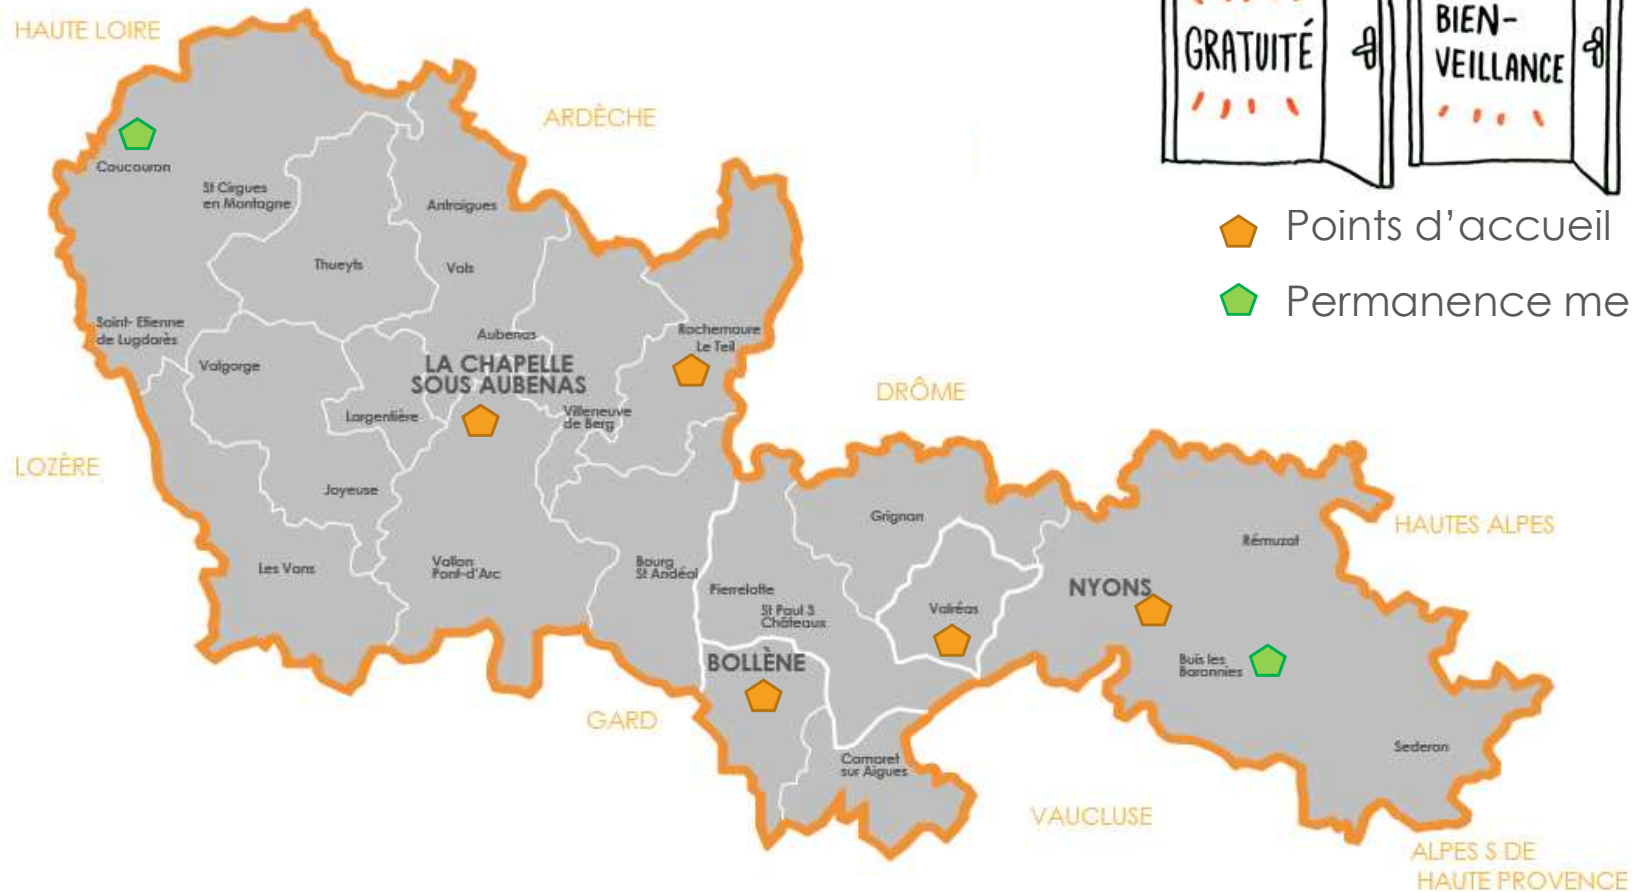 HAUTE LOIRE
GRATUITÉ
BIEN-
VEILLANCE
ARDÈCHE
Coucouron
St Cirgues
en Montagne
Antraigues
Points d’accueil
Thueyts
Vals
Permanence me
Saint- Etienne
de Lugdarès
Aubenas
Rochemaure
Le Teil
Valgorge
LA CHAPELLE
SOUS AUBENAS
DRÔME
Largentière
Villeneuve
de Berg
LOZÈRE
Joyeuse
Grignan
HAUTES ALPES
Rémuzat
Les Vans
Vallon
Pont-d'Arc
Bourg
St Andéol
Pierrelatte
NYONS
St Paul 3
Châteaux
Valréas
BOLLÈNE
Buis les
Baronnies
GARD
Sederon
Camaret
sur Aigues
VAUCLUSE
ALPES S DE
HAUTE PROVENCE